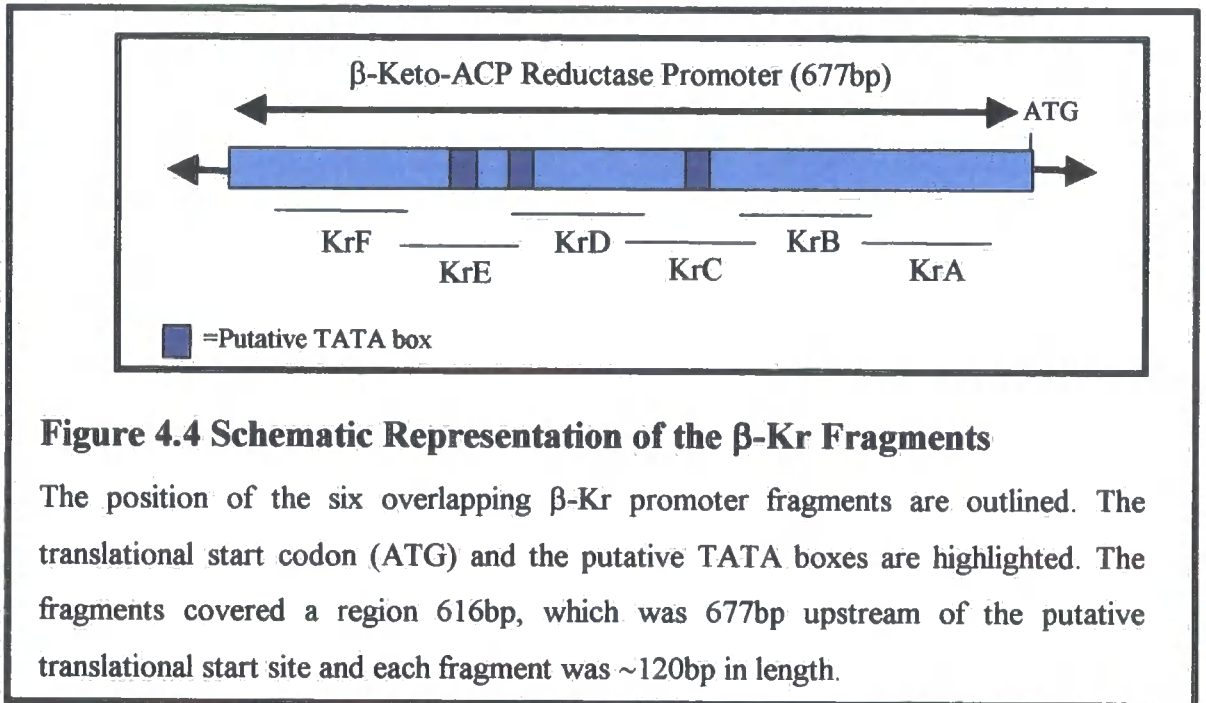 β-Keto-ACP Reductase Promoter (677bp)
ATG
KrF
KrE
KrD
KrC
KrB
KrA
=Putative TATA box
Figure 4.4 Schematic Representation of the β-Kr Fragments
The position of the six overlapping β-Kr promoter fragments are outlined. The
translational start codon (ATG) and the putative TATA boxes are highlighted. The
fragments covered a region 616bp, which was 677bp upstream of the putative
translational start site and each fragment was ~120bp in length.